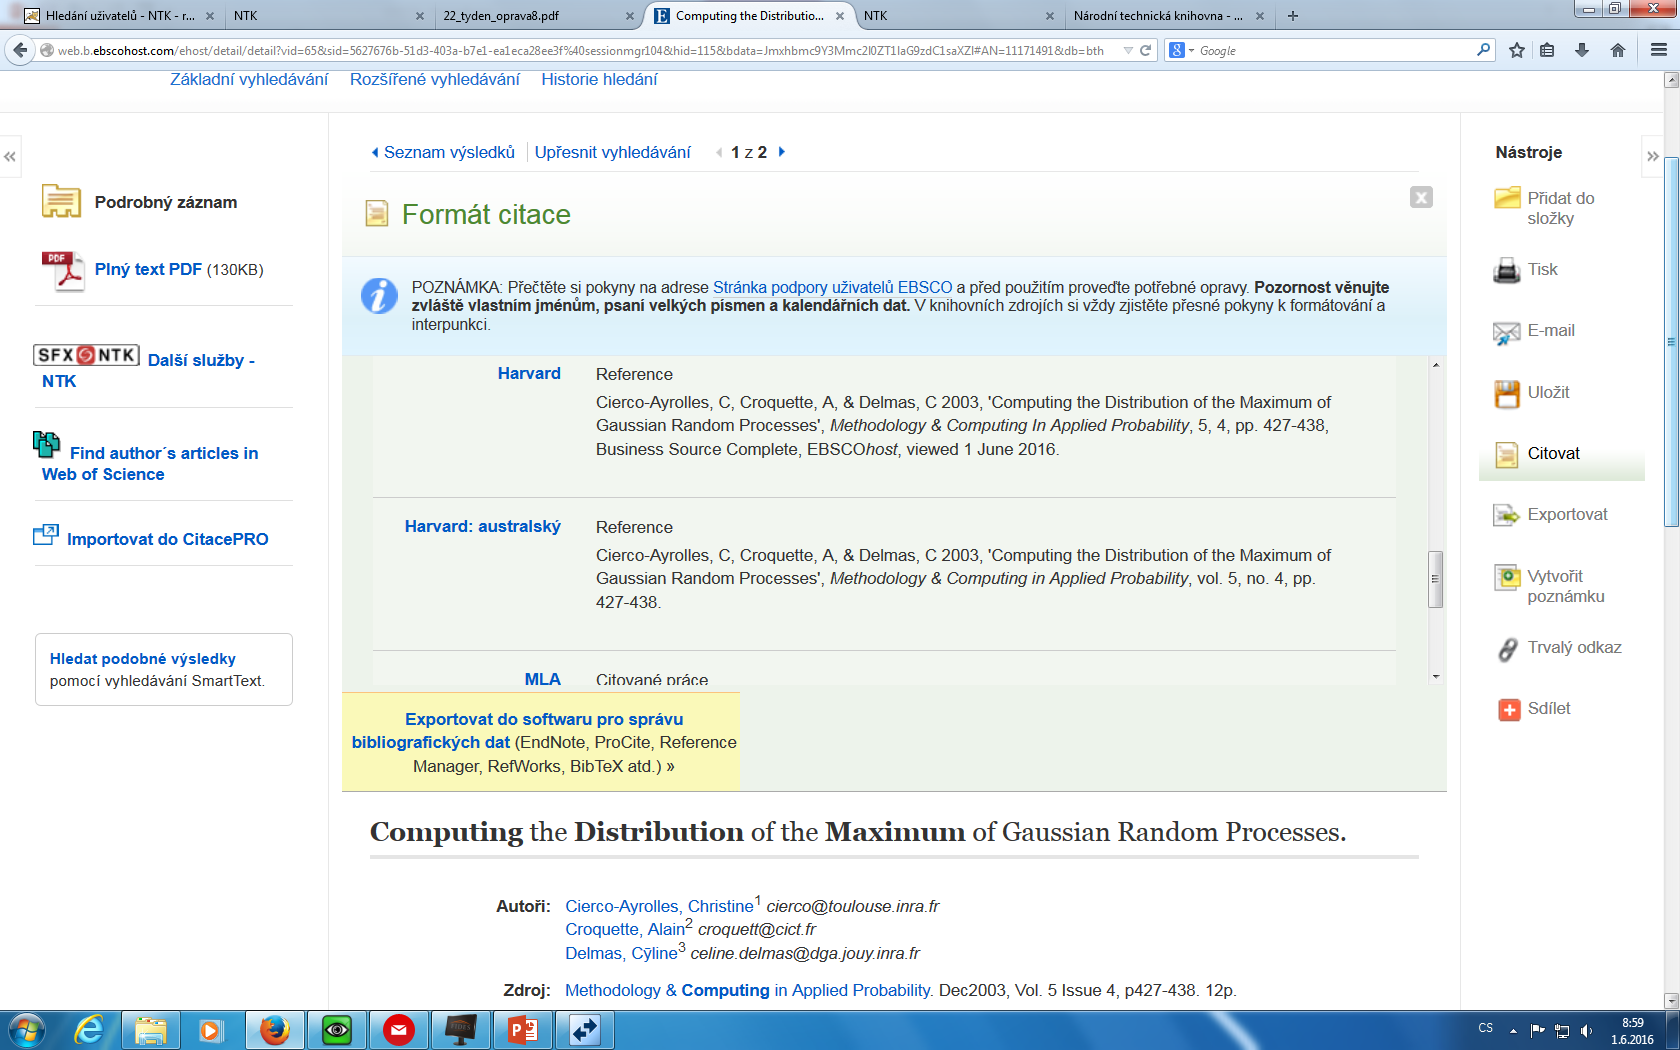 Hledání uživatelů - NTK - r...
NTK
22_tyden_oprava8.pdf
Computing the Distributio...
NTK
Národní technická knihovna - ...
web.b.ebscohost.com/ehost/detail/detail?vid=65&sid=5627676b-51d3-403a-b7e1-ea1eca28ee3f%40sessionmgr104&hid=115&bdata=Jmxhbmc9Y3Mmc2l0ZT1laG9zdC1saXZl#AN=11171491&db=bth
Google
Základní vyhledávání Rozšířené vyhledávání Historie hledání
Seznam výsledků Upřesnit vyhledávání 1 z 2
Podrobný záznam
PDF
Plný text PDF (130KB)
SFX NTK Další služby -
NTK
Find author´s articles in
Web of Science
Importovat do CitacePRO
Hledat podobné výsledky
pomocí vyhledávání SmartText.
Formát citace
POZNÁMKA: Přečtěte si pokyny na adrese Stránka podpory uživatelů EBSCO a před použitím proveďte potřebné opravy. Pozornost věnujte
zvláště vlastním jménům, psaní velkých písmen a kalendářních dat. V knihovních zdrojích si vždy zjistěte přesné pokyny k formátování a
interpunkci.
Harvard Reference
Cierco-Ayrolles, C, Croquette, A, & Delmas, C 2003, 'Computing the Distribution of the Maximum of
Gaussian Random Processes', Methodology & Computing In Applied Probability, 5, 4, pp. 427-438,
Business Source Complete, EBSCOhost, viewed 1 June 2016.
Harvard: australský Reference
Cierco-Ayrolles, C, Croquette, A, & Delmas, C 2003, 'Computing the Distribution of the Maximum of
Gaussian Random Processes', Methodology & Computing in Applied Probability, vol. 5, no. 4, pp.
427-438.
MLA Citované práce
Exportovat do softwaru pro správu
bibliografických dat (EndNote, ProCite, Reference
Manager, RefWorks, BibTeX atd.) »
Computing the Distribution of the Maximum of Gaussian Random Processes.
Autoři: Cierco-Ayrolles, Christine1 cierco@toulouse.inra.fr
Croquette, Alain2 croquett@cict.fr
Delmas, Cȳline3 celine.delmas@dga.jouy.inra.fr
Zdroj: Methodology & Computing in Applied Probability. Dec2003, Vol. 5 Issue 4, p427-438. 12p.
Nástroje
Přidat do
složky
Tisk
E-mail
Uložit
Citovat
Exportovat
Vytvořit
poznámku
Trvalý odkaz
Sdílet
CS
8:59
1.6.2016